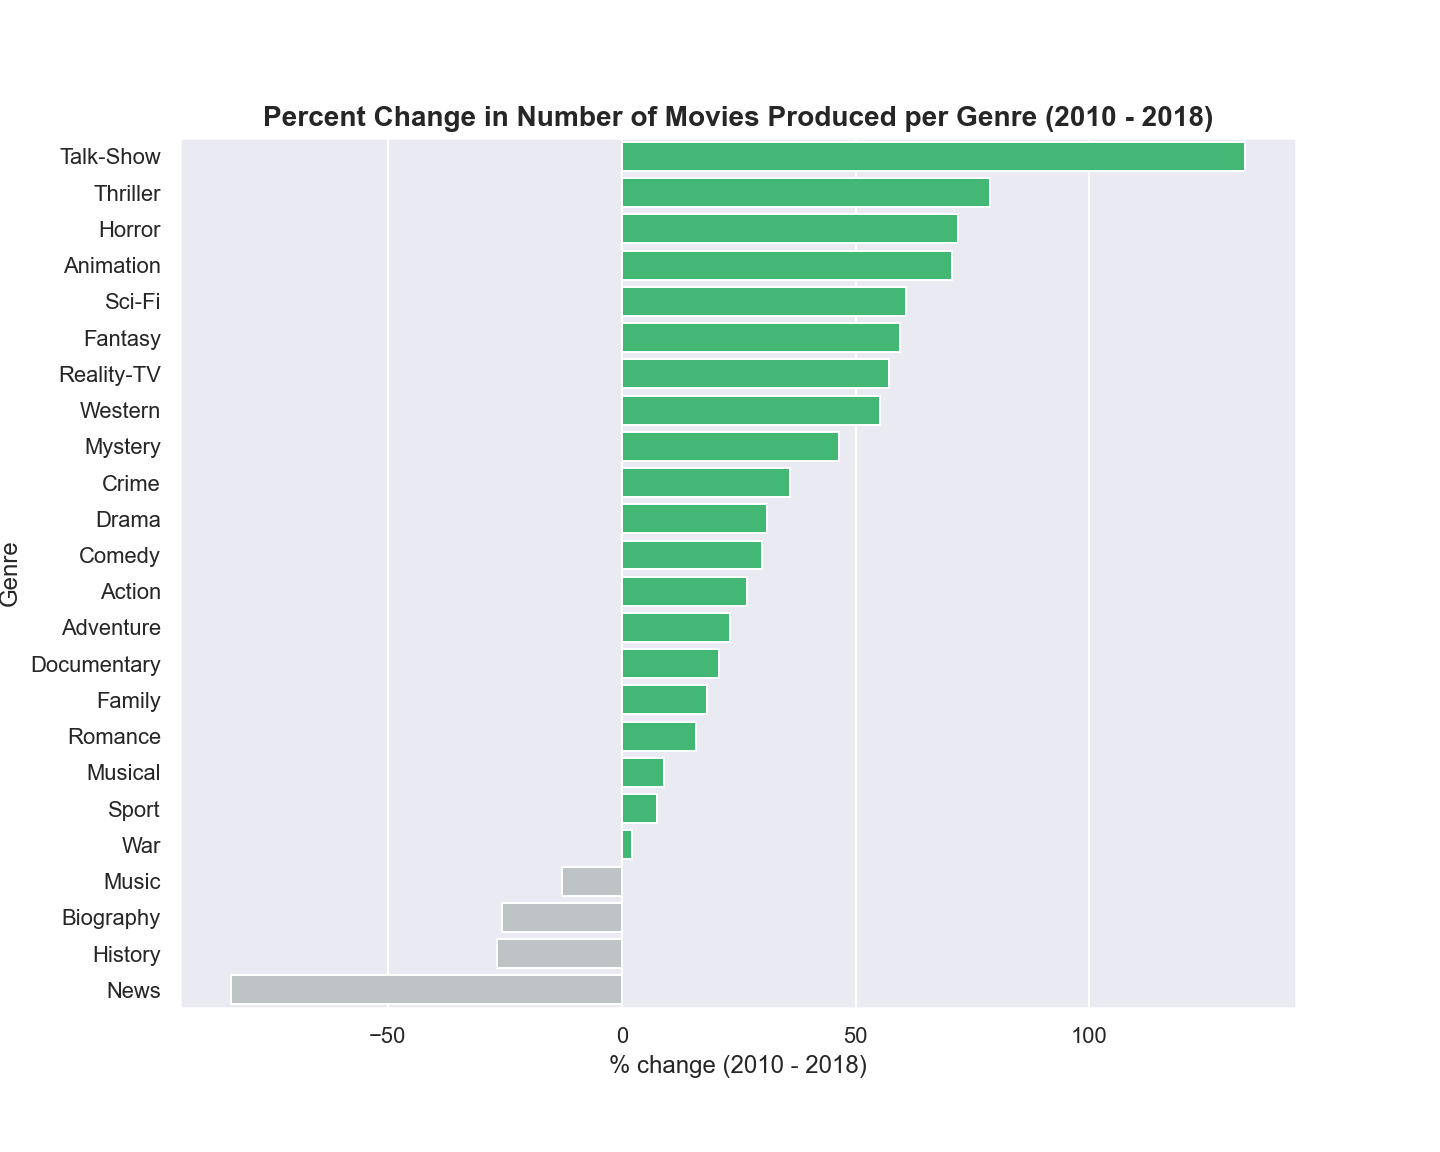 Percent Change in Number of Movies Produced per Genre (2010 - 2018)
Talk-Show
Thriller
Horror
Animation
Sci-Fi
Fantasy
Reality-TV
Western
Mystery
Crime
Drama
Comedy
Action
Adventure
Documentary
Family
Romance
Musical
Sport
War
Music
Biography
History
News
Genre
−50 0 50 100
% change (2010 - 2018)